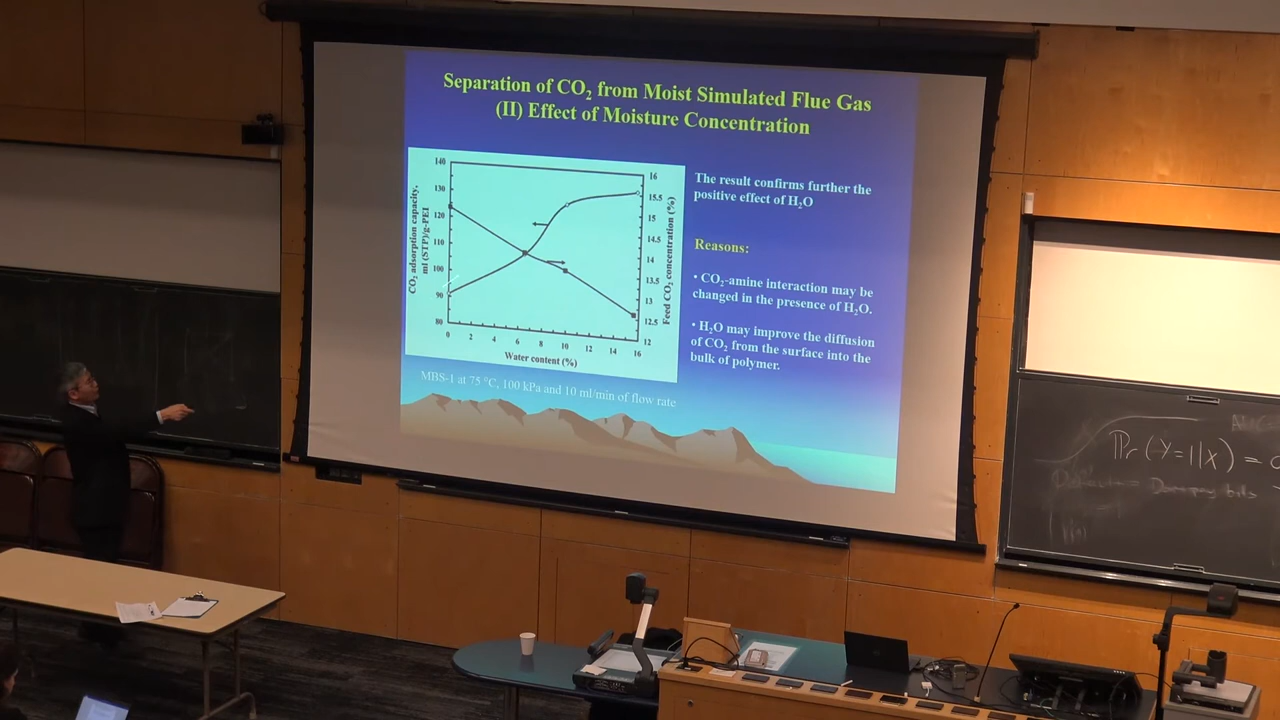 Separation of CO₂ from Moist Simulated Flue Gas
(II) Effect of Moisture Concentration
140
130
120
110
100
90
80
CO₂ adsorption capacity,
ml (STP)/g-PEI
0 2 4 6 8 10 12 14 16
Water content (%)
16
15.5
15
14.5
14
13.5
13
12.5
12
Feed CO₂ concentration (%)
MBS-1 at 75 °C, 100 kPa and 10 ml/min of flow rate
The result confirms further the
positive effect of H₂O
Reasons:
• CO₂-amine interaction may be
changed in the presence of H₂O.
• H₂O may improve the diffusion
of CO₂ from the surface into the
bulk of polymer.
Pr(Y=1|X) =